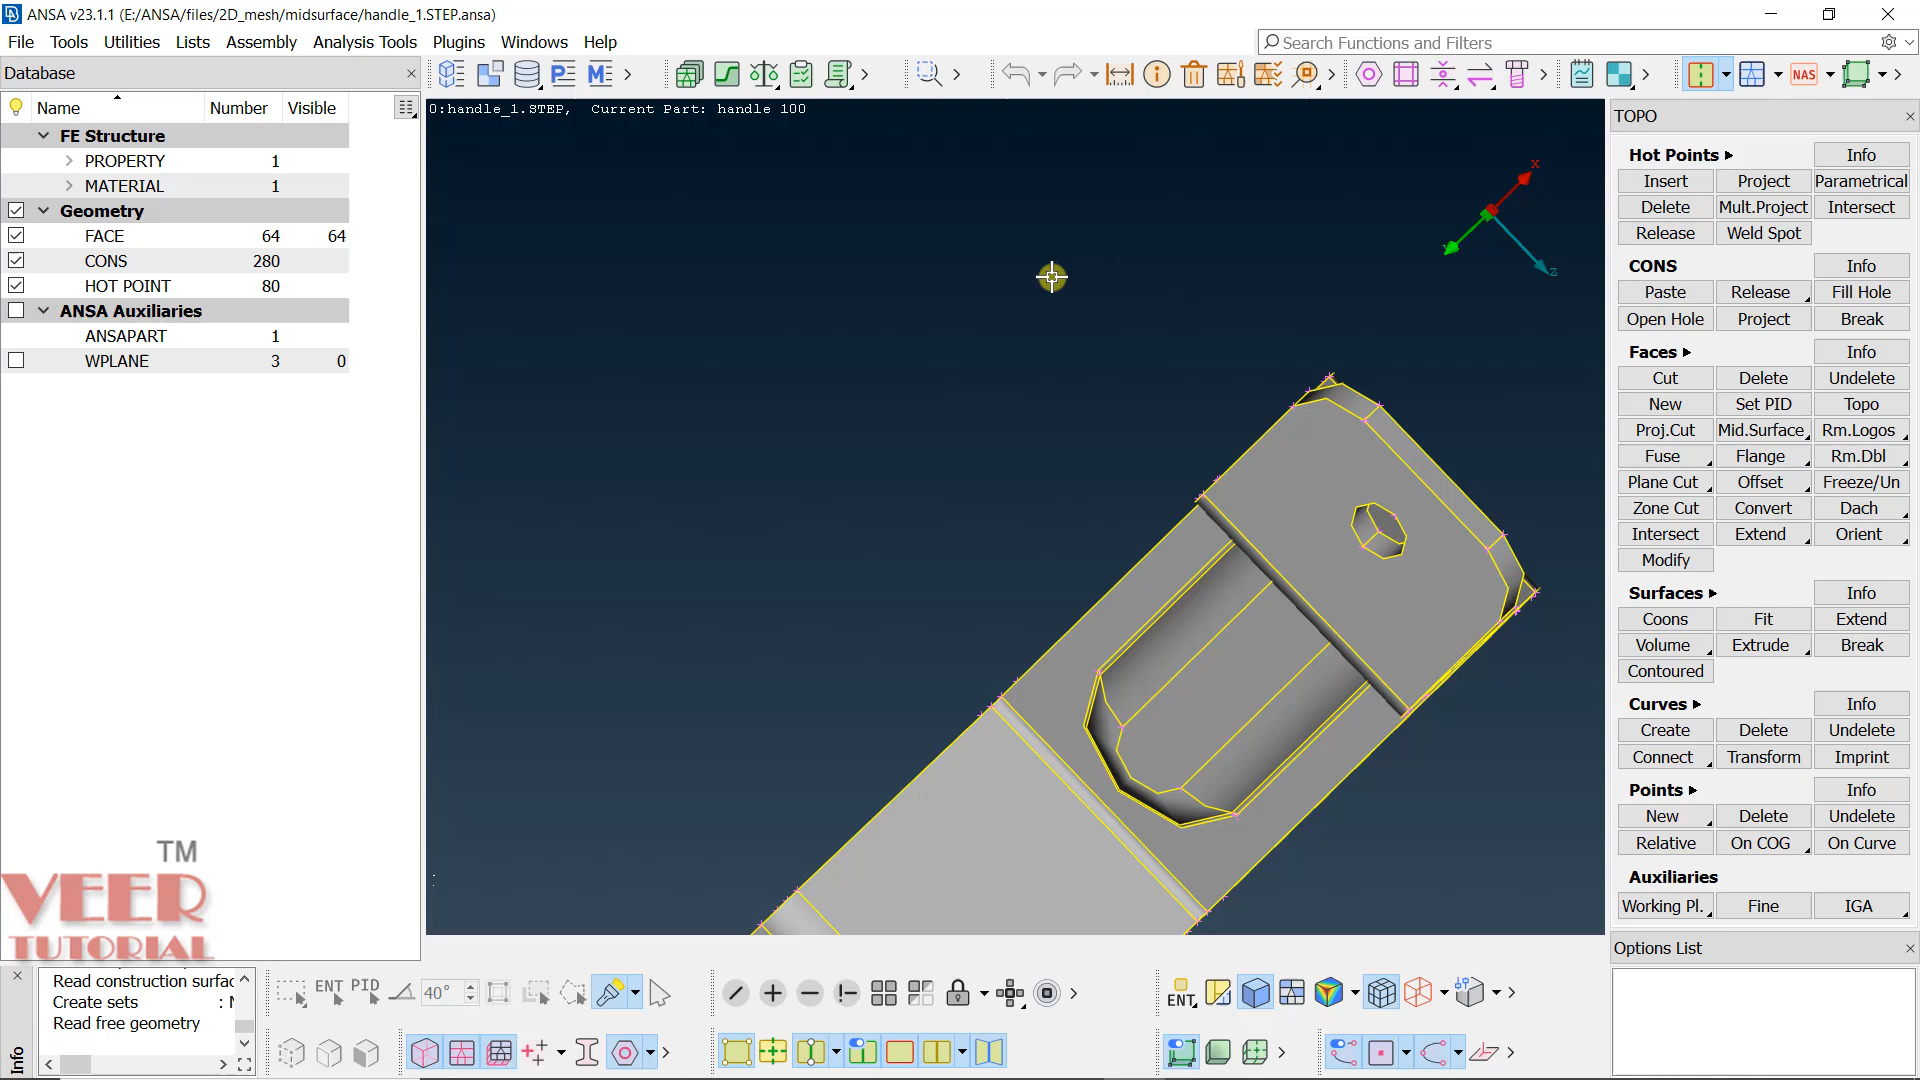 ANSA v23.1.1 (E:/ANSA/files/2D_mesh/midsurface/handle_1.STEP.ansa)
File Tools Utilities Lists Assembly Analysis Tools Plugins Windows Help
Search Functions and Filters
Database
NAS
Name Number Visible
FE Structure
PROPERTY 1
MATERIAL 1
Geometry
FACE 64 64
CONS 280
HOT POINT 80
ANSA Auxiliaries
ANSAPART 1
WPLANE 3 0
TM
VEER
TUTORIAL
0:handle_1.STEP, Current Part: handle 100
X
Z
TOPO
Hot Points Info
Insert Project Parametrical
Delete Mult.Project Intersect
Release Weld Spot
CONS Info
Paste Release Fill Hole
Open Hole Project Break
Faces Info
Cut Delete Undelete
New Set PID Topo
Proj.Cut Mid.Surface Rm.Logos
Fuse Flange Rm.Dbl
Plane Cut Offset Freeze/Un
Zone Cut Convert Dach
Intersect Extend Orient
Modify
Surfaces Info
Coons Fit Extend
Volume Extrude Break
Contoured
Curves Info
Create Delete Undelete
Connect Transform Imprint
Points Info
New Delete Undelete
Relative On COG On Curve
Auxiliaries
Working Pl. Fine IGA
Options List
Info
Read construction surfac
Create sets :
Read free geometry
ENT PID 40°
ENT